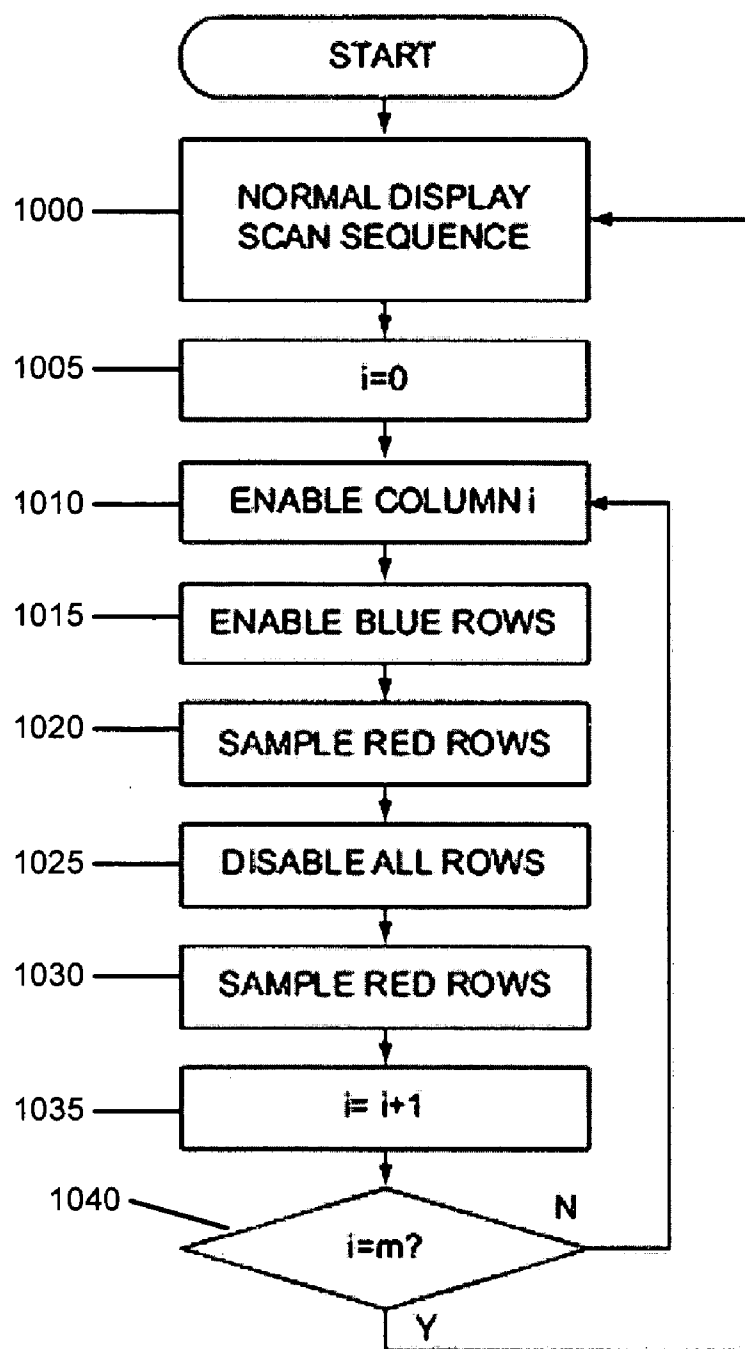 START
1000
NORMAL DISPLAY
SCAN SEQUENCE
1005
i=0
1010
ENABLE COLUMN i
1015
ENABLE BLUE ROWS
1020
SAMPLE RED ROWS
1025
DISABLE ALL ROWS
1030
SAMPLE RED ROWS
1035
i= i+1
1040
i=m?
N
Y